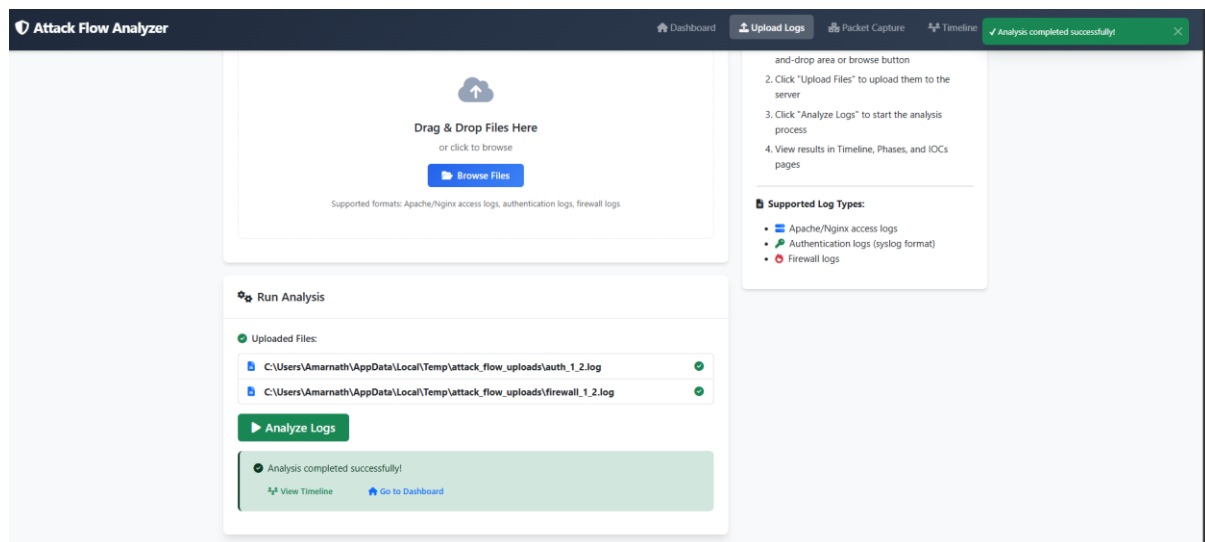 Attack Flow Analyzer
Dashboard
Upload Logs
Packet Capture
Timeline
Analysis completed successfully!
Drag & Drop Files Here
or click to browse
Browse Files
Supported formats: Apache/Nginx access logs, authentication logs, firewall logs
and-drop area or browse button
2. Click "Upload Files" to upload them to the
server
3. Click "Analyze Logs" to start the analysis
process
4. View results in Timeline, Phases, and IOCs
pages
Supported Log Types:
Apache/Nginx access logs
Authentication logs (syslog format)
Firewall logs
Run Analysis
Uploaded Files:
C:\Users\Amarnath\AppData\Local\Temp\attack_flow_uploads\auth_1_2.log
C:\Users\Amarnath\AppData\Local\Temp\attack_flow_uploads\firewall_1_2.log
Analyze Logs
Analysis completed successfully!
View Timeline
Go to Dashboard